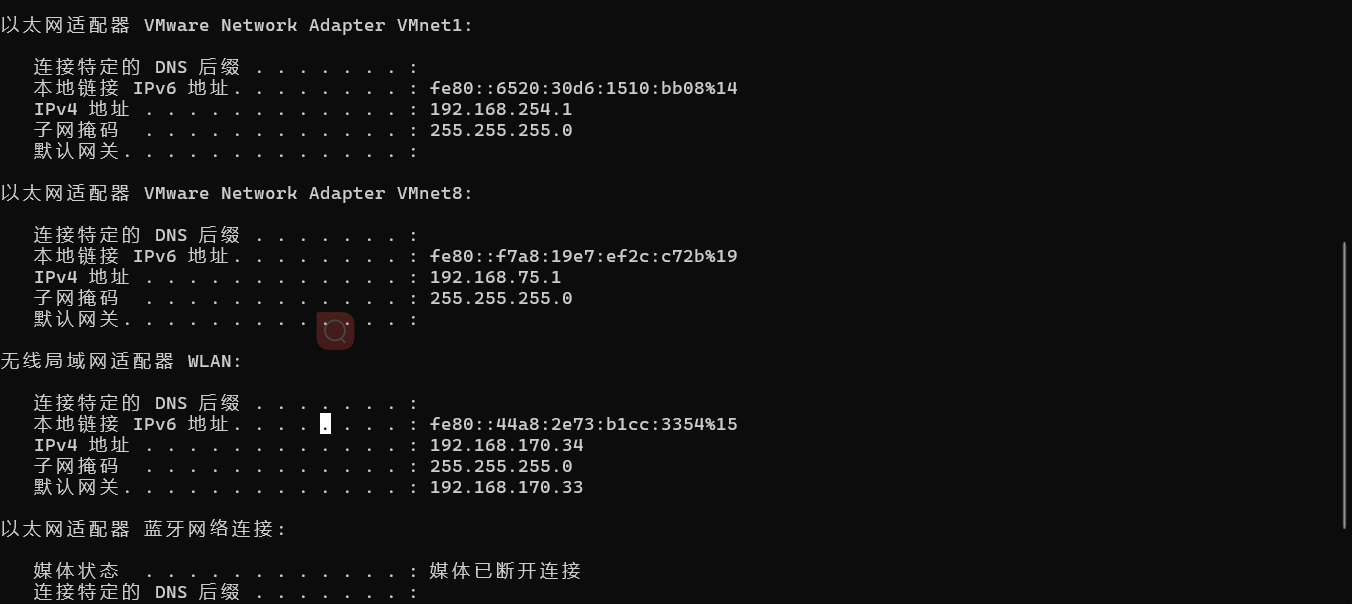 以太网适配器 VMware Network Adapter VMnet1:
连接特定的 DNS 后缀 . . . . . . . :
本地链接 IPv6 地址. . . . . . . . : fe80::6520:30d6:1510:bb08%14
IPv4 地址 . . . . . . . . . . . . : 192.168.254.1
子网掩码  . . . . . . . . . . . . : 255.255.255.0
默认网关. . . . . . . . . . . . . :
以太网适配器 VMware Network Adapter VMnet8:
连接特定的 DNS 后缀 . . . . . . . :
本地链接 IPv6 地址. . . . . . . . : fe80::f7a8:19e7:ef2c:c72b%19
IPv4 地址 . . . . . . . . . . . . : 192.168.75.1
子网掩码  . . . . . . . . . . . . : 255.255.255.0
默认网关. . . . . . . . . . . . . :
无线局域网适配器 WLAN:
连接特定的 DNS 后缀 . . . . . . . :
本地链接 IPv6 地址. . . . . . . . : fe80::44a8:2e73:b1cc:3354%15
IPv4 地址 . . . . . . . . . . . . : 192.168.170.34
子网掩码  . . . . . . . . . . . . : 255.255.255.0
默认网关. . . . . . . . . . . . . : 192.168.170.33
以太网适配器 蓝牙网络连接:
媒体状态  . . . . . . . . . . . . : 媒体已断开连接
连接特定的 DNS 后缀 . . . . . . . :